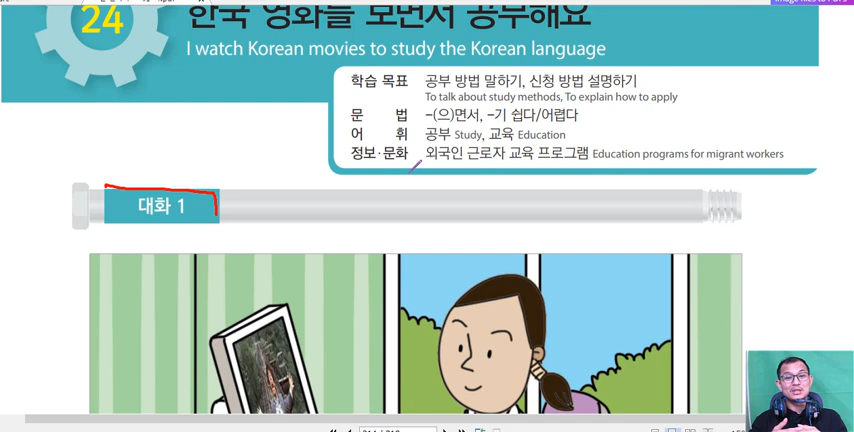 24
한국 영화를 보면서 공부해요
I watch Korean movies to study the Korean language
학습 목표 공부 방법 말하기, 신청 방법 설명하기
To talk about study methods, To explain how to apply
문 법 -(으)면서, -기 쉽다/어렵다
어 휘 공부 Study, 교육 Education
정보·문화 외국인 근로자 교육 프로그램 Education programs for migrant workers
대화 1